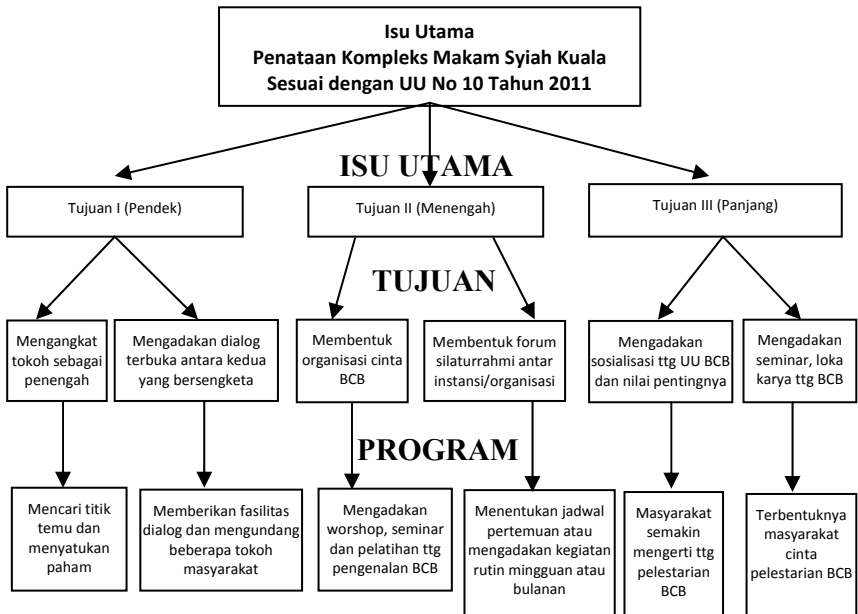 Isu Utama
Penataan Kompleks Makam Syiah Kuala
Sesuai dengan UU No 10 Tahun 2011
ISU UTAMA
Tujuan I (Pendek)
Tujuan II (Menengah)
Tujuan III (Panjang)
TUJUAN
Mengangkat
tokoh sebagai
penengah
Mengadakan dialog
terbuka antara kedua
yang bersengketa
Membentuk
organisasi cinta
BCB
Membentuk forum
silaturrahmi antar
instansi/organisasi
Mengadakan
sosialisasi ttg UU BCB
dan nilai pentingnya
Mengadakan
seminar, loka
karya ttg BCB
PROGRAM
Mencari titik
temu dan
menyatukan
paham
Memberikan fasilitas
dialog dan mengundang
beberapa tokoh
masyarakat
Mengadakan
worshop, seminar
dan pelatihan ttg
pengenalan BCB
Menentukan jadwal
pertemuan atau
mengadakan kegiatan
rutin mingguan atau
bulanan
Masyarakat
semakin
mengerti ttg
pelestarian
BCB
Terbentuknya
masyarakat
cinta
pelestarian BCB